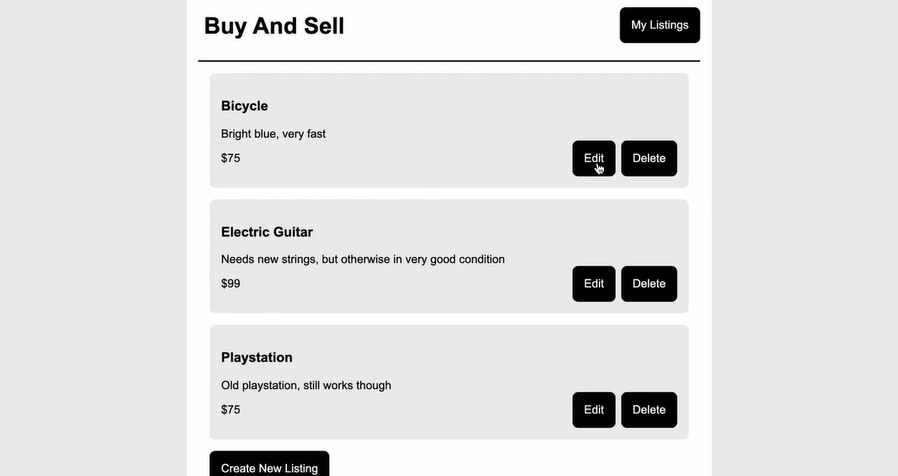 Buy And Sell
My Listings
Bicycle
Bright blue, very fast
$75
Edit
Delete
Electric Guitar
Needs new strings, but otherwise in very good condition
$99
Edit
Delete
Playstation
Old playstation, still works though
$75
Edit
Delete
Create New Listing